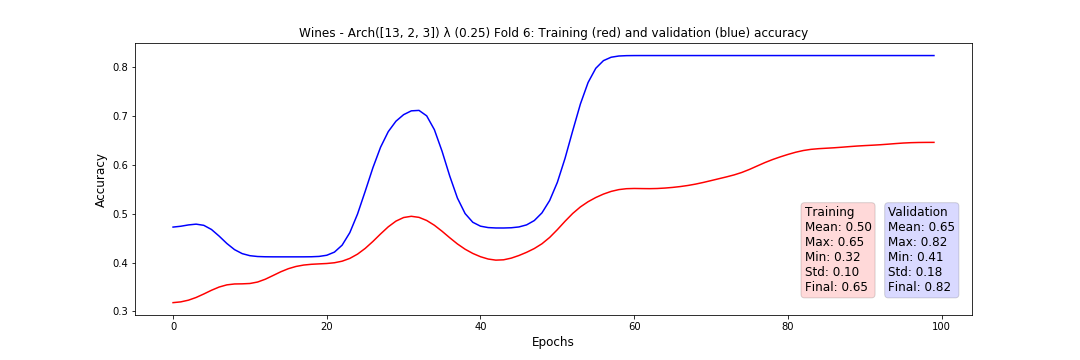 Wines - Arch([13, 2, 3]) λ (0.25) Fold 6: Training (red) and validation (blue) accuracy
Accuracy
0.8
0.7
0.6
0.5
0.4
0.3
Training
Mean: 0.50
Max: 0.65
Min: 0.32
Std: 0.10
Final: 0.65
Validation
Mean: 0.65
Max: 0.82
Min: 0.41
Std: 0.18
Final: 0.82
0 20 40 60 80 100
Epochs